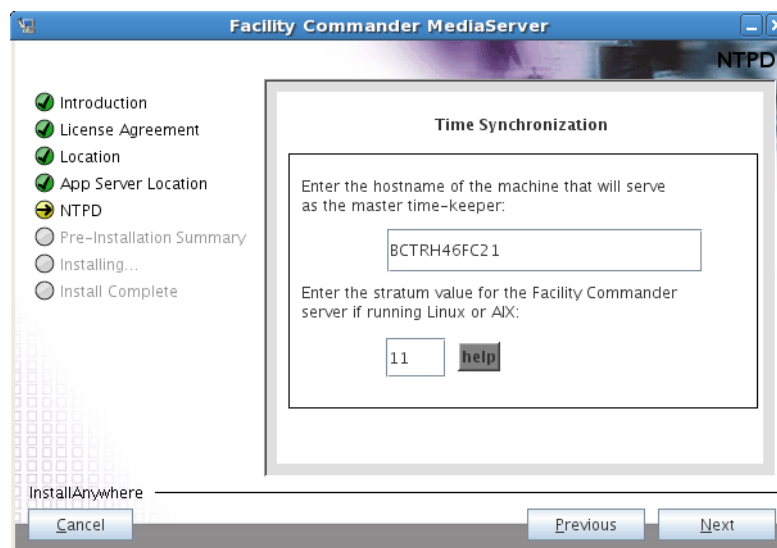 Facility Commander MediaServer
NTPD
Introduction
License Agreement
Location
App Server Location
NTPD
Pre-Installation Summary
Installing...
Install Complete
Time Synchronization
Enter the hostname of the machine that will serve
as the master time-keeper:
BCTRH46FC21
Enter the stratum value for the Facility Commander
server if running Linux or AIX:
11
help
InstallAnywhere
Cancel
Previous
Next